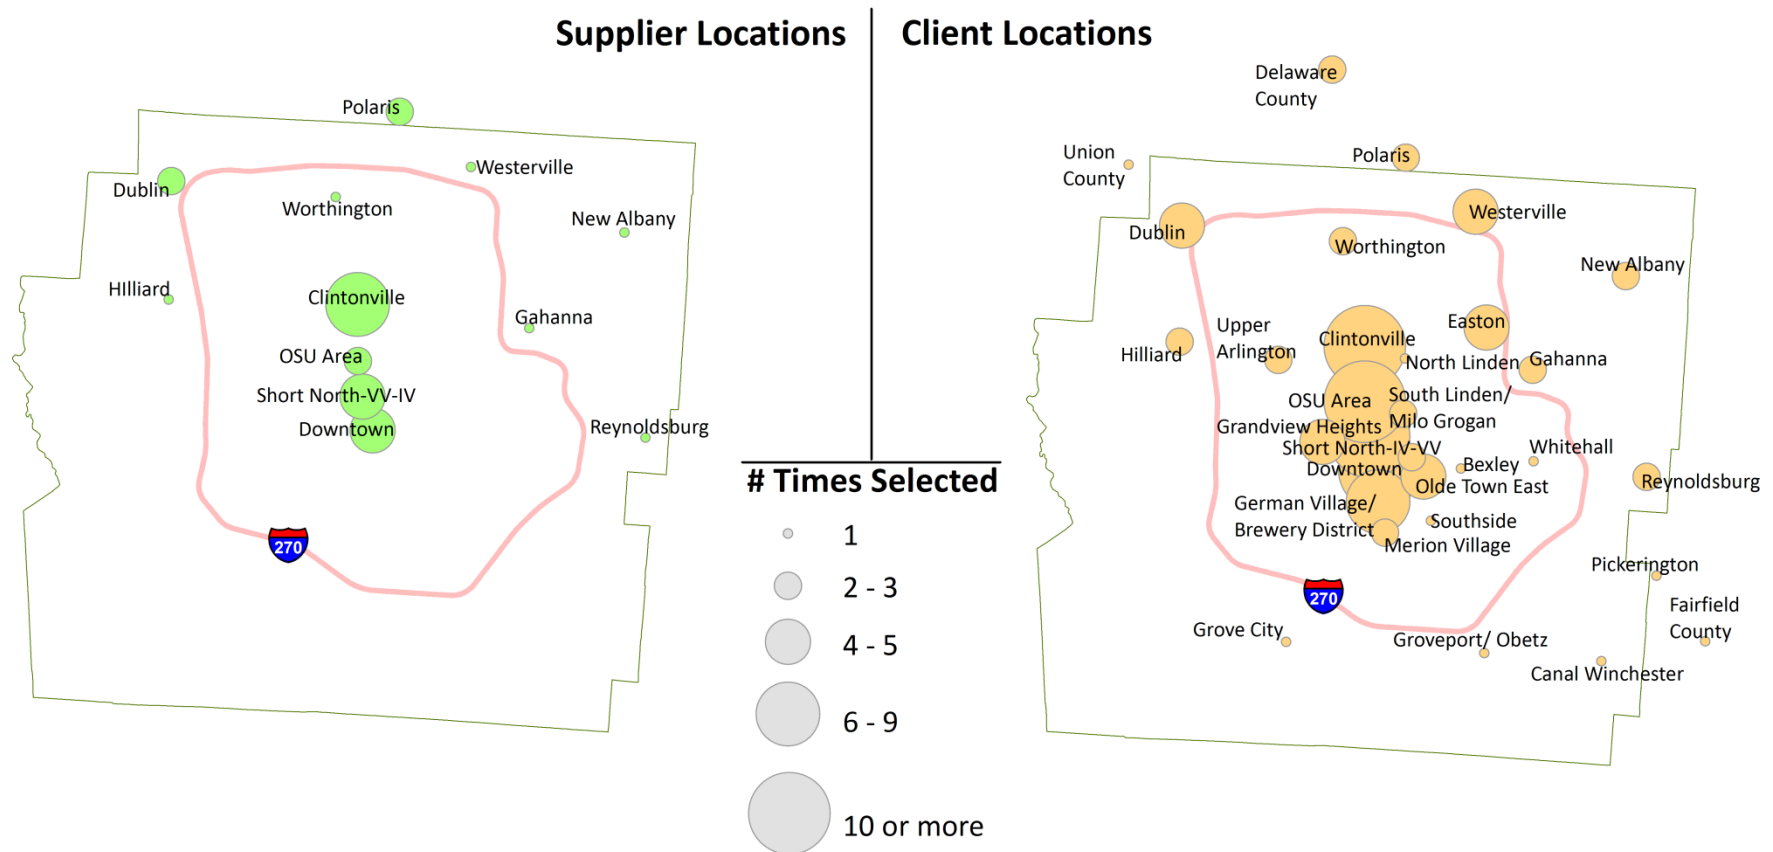 Supplier Locations
Polaris
Westerville
Dublin
Worthington
New Albany
HIlliard
Clintonville
Gahanna
OSU Area
Short North-VV-IV
Downtown
Reynoldsburg
270
# Times Selected
1
2 - 3
4 - 5
6 - 9
10 or more
Client Locations
Delaware
County
Union
County
Polaris
Westerville
Dublin
Worthington
New Albany
Easton
Upper
Arlington
Clintonville
Hilliard
North Linden
Gahanna
OSU Area
South Linden/
Milo Grogan
Grandview Heights
Short North-IV-VV
Whitehall
Downtown
Bexley
Olde Town East
Reynoldsburg
German Village/
Brewery District
Southside
Merion Village
Pickerington
270
Fairfield
County
Grove City
Groveport/ Obetz
Canal Winchester